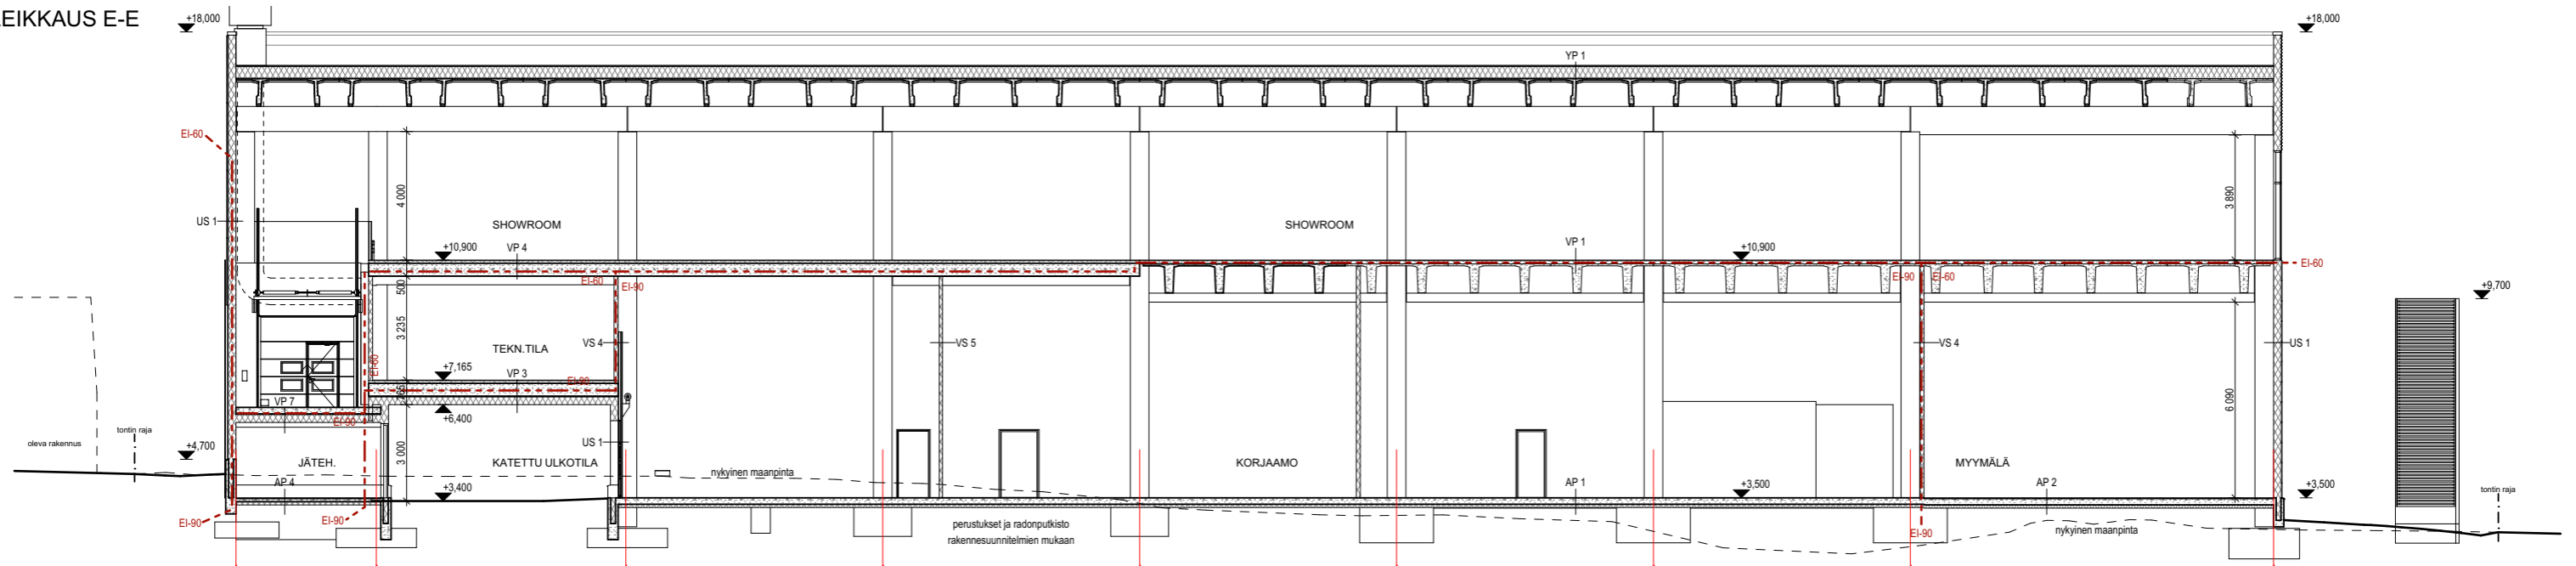 EIKKAUS E-E
+18,000
+18,000
YP 1
EI-60
4 000
3 890
US 1
SHOWROOM
SHOWROOM
+10,900
VP 4
VP 1
+10,900
EI-60
500
EI-60
EI-90
EI-90
EI-60
+9,700
3 235
TEKN.TILA
VS 4
VS 5
VS 4
US 1
EI-60
+7,165
VP 3
EI-90
VP 7
+6,400
EI-90
6 090
oleva rakennus
tontin raja
+4,700
US 1
3 000
JÄTEH.
KATETTU ULKOTILA
nykyinen maanpinta
KORJAAMO
MYYMÄLÄ
AP 4
+3,400
AP 1
+3,500
AP 2
+3,500
tontin raja
EI-90
EI-90
perustukset ja radonputkisto
rakennesuunnitelmien mukaan
EI-90
nykyinen maanpinta